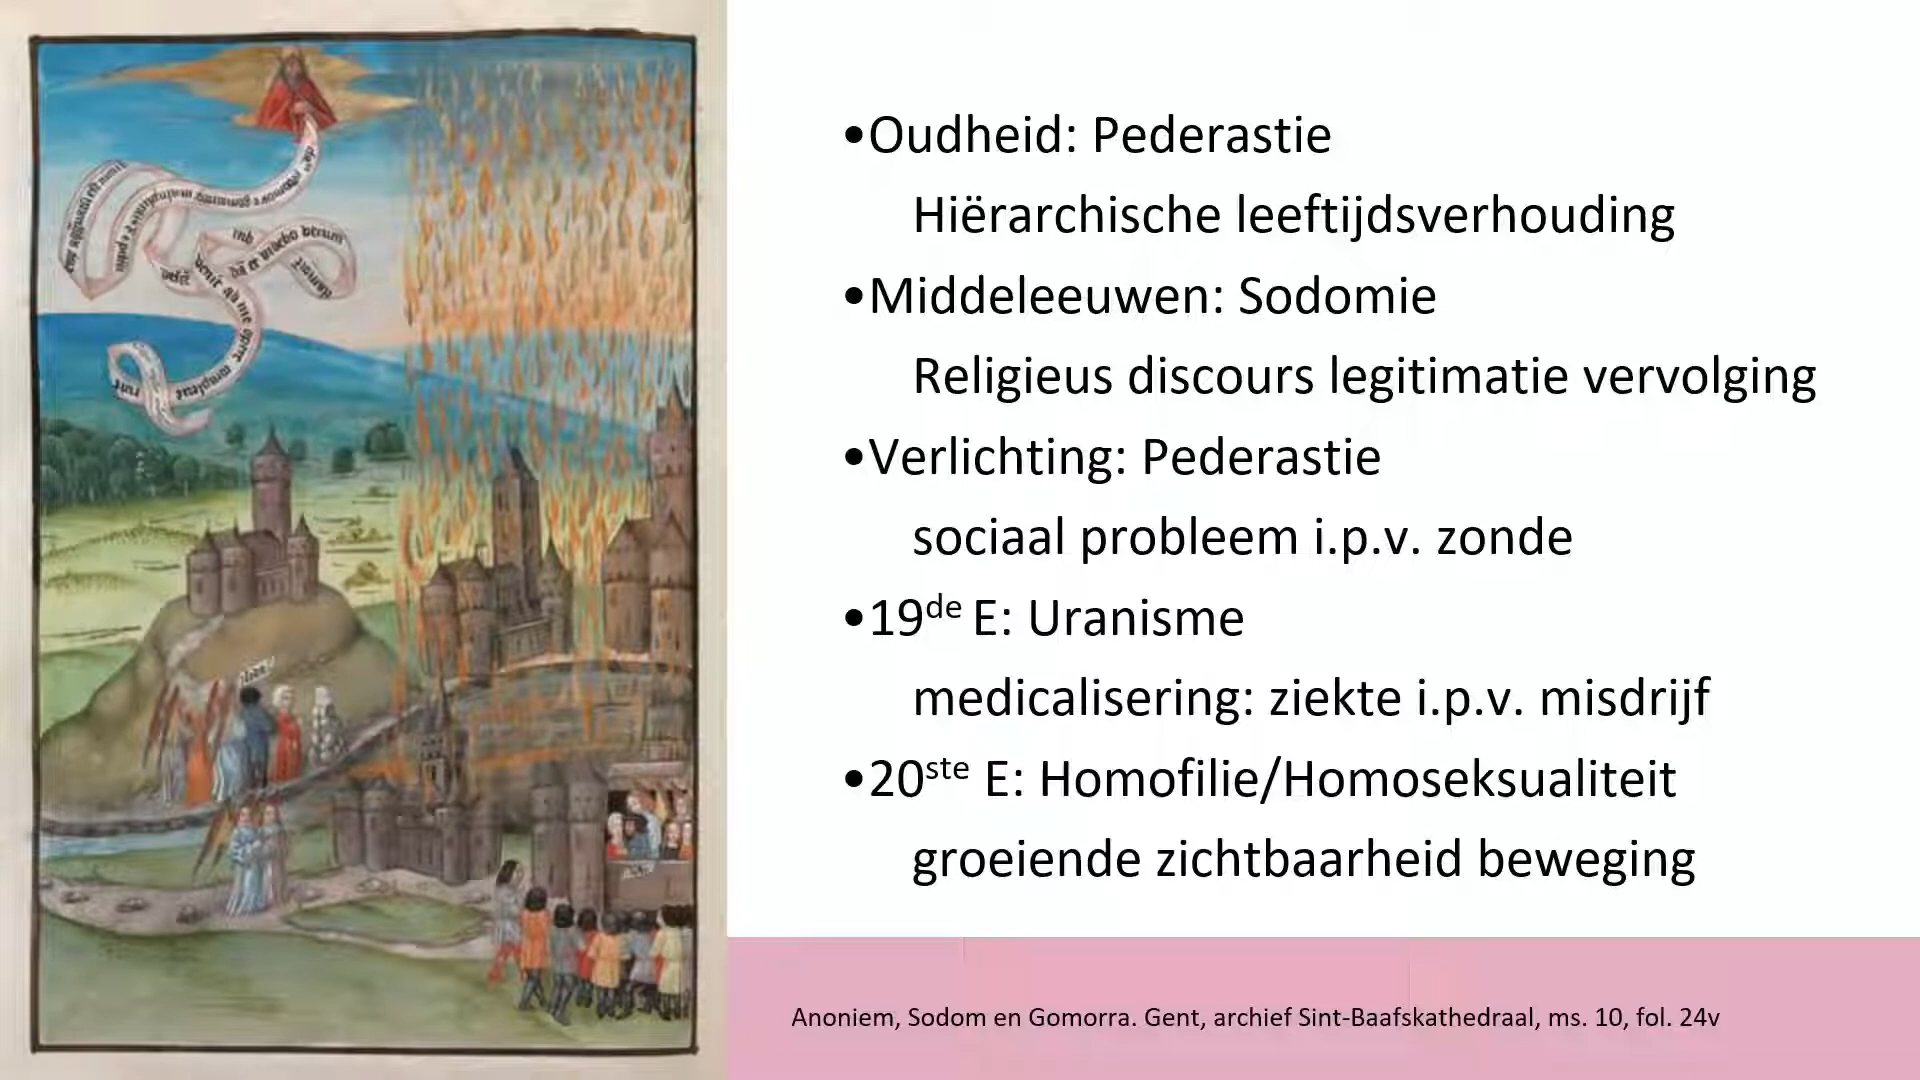 •Oudheid: Pederastie
Hiërarchische leeftijdsverhouding
•Middeleeuwen: Sodomie
Religieus discours legitimatie vervolging
•Verlichting: Pederastie
sociaal probleem i.p.v. zonde
•19de E: Uranisme
medicalisering: ziekte i.p.v. misdrijf
•20ste E: Homofilie/Homoseksualiteit
groeiende zichtbaarheid beweging
Anoniem, Sodom en Gomorra. Gent, archief Sint-Baafskathedraal, ms. 10, fol. 24v